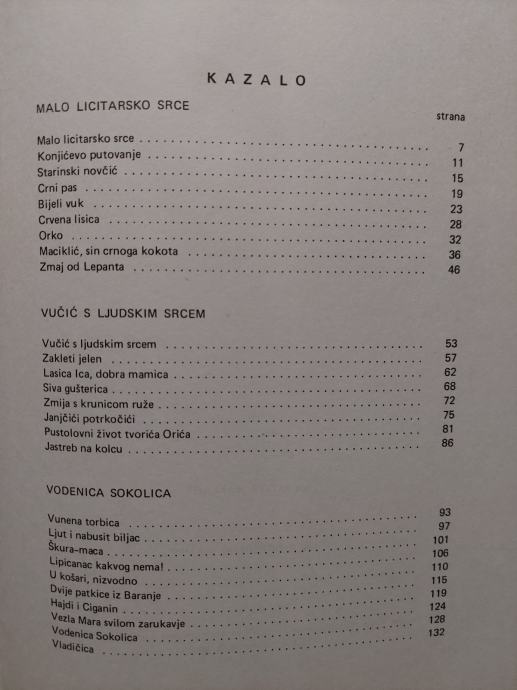 KAZALO
MALO LICITARSKO SRCE
strana
Malo licitarsko srce . . . . . . . . . . 7
Konjićevo putovanje . . . . . . . . . . 11
Starinski novčić . . . . . . . . . . 15
Crni pas . . . . . . . . . . 19
Bijeli vuk . . . . . . . . . . 23
Crvena lisica . . . . . . . . . . 28
Orko . . . . . . . . . . 32
Maciklić, sin crnoga kokota . . . . . . . . . . 36
Zmaj od Lepanta . . . . . . . . . . 46
VUČIĆ S LJUDSKIM SRCEM
Vučić s ljudskim srcem . . . . . . . . . . 53
Zakleti jelen . . . . . . . . . . 57
Lasica Ica, dobra mamica . . . . . . . . . . 62
Siva gušterica . . . . . . . . . . 68
Zmija s krunicom ruže . . . . . . . . . . 72
Janjčići potrkočići . . . . . . . . . . 75
Pustolovni život tvorića Orića . . . . . . . . . . 81
Jastreb na kolcu . . . . . . . . . . 86
VODENICA SOKOLICA
Vunena torbica . . . . . . . . . . 93
Ljut i nabusit biljac . . . . . . . . . . 97
Škura-maca . . . . . . . . . . 101
Lipicanac kakvog nema! . . . . . . . . . . 106
U košari, nizvodno . . . . . . . . . . 110
Dvije patkice iz Baranje . . . . . . . . . . 115
Hajdi i Ciganin . . . . . . . . . . 119
Vezla Mara svilom zarukavje . . . . . . . . . . 124
Vodenica Sokolica . . . . . . . . . . 128
Vladičica . . . . . . . . . . 132